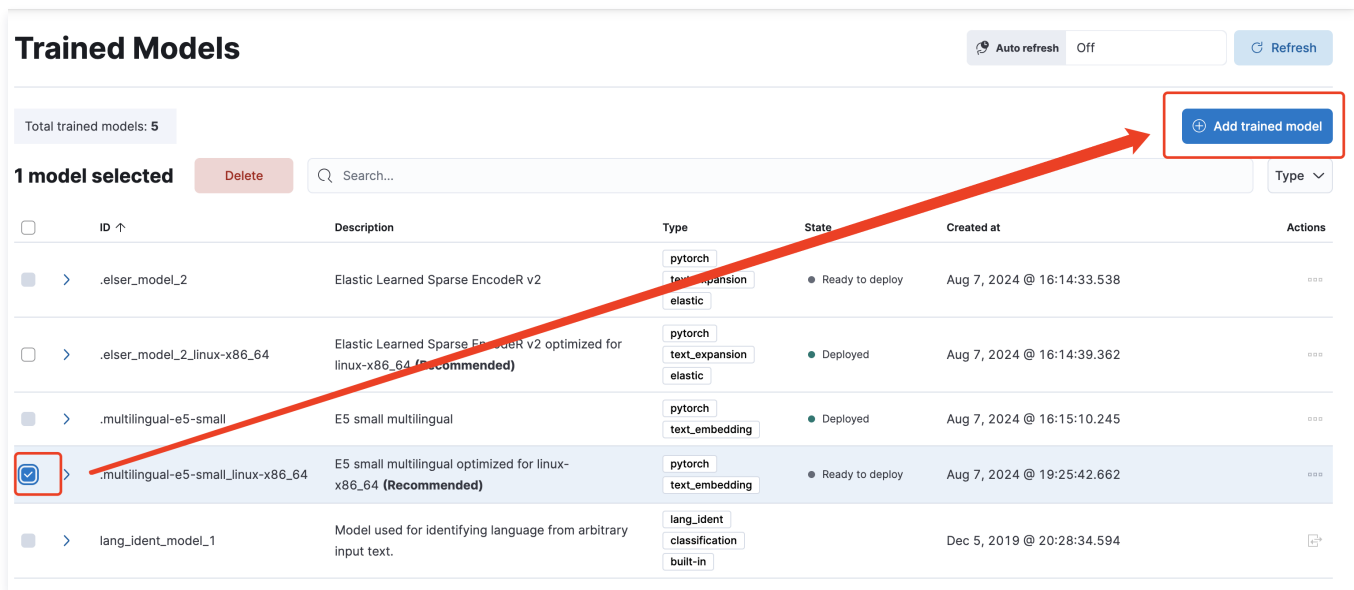 Trained Models
Auto refresh Off Refresh
Total trained models: 5
Add trained model
1 model selected Delete Search... Type
ID Description Type State Created at Actions
.elser_model_2
Elastic Learned Sparse EncodeR v2
pytorch
text_expansion
elastic
Ready to deploy
Aug 7, 2024 @ 16:14:33.538
.elser_model_2_linux-x86_64
Elastic Learned Sparse EncodeR v2 optimized for
linux-x86_64 (Recommended)
pytorch
text_expansion
elastic
Deployed
Aug 7, 2024 @ 16:14:39.362
.multilingual-e5-small
E5 small multilingual
pytorch
text_embedding
Deployed
Aug 7, 2024 @ 16:15:10.245
.multilingual-e5-small_linux-x86_64
E5 small multilingual optimized for linux-
x86_64 (Recommended)
pytorch
text_embedding
Ready to deploy
Aug 7, 2024 @ 19:25:42.662
lang_ident_model_1
Model used for identifying language from arbitrary
input text.
lang_ident
classification
built-in
Dec 5, 2019 @ 20:28:34.594